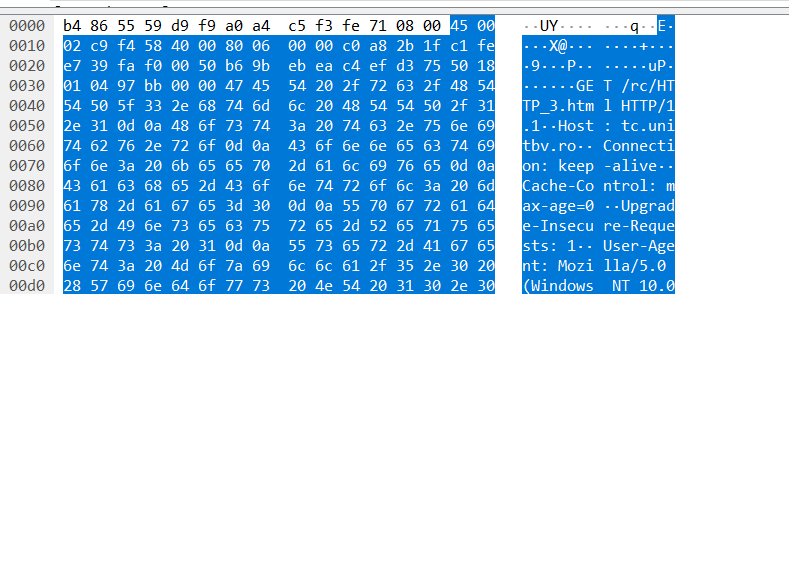 0000 b4 86 55 59 d9 f9 a0 a4 c5 f3 fe 71 08 00 45 00 ··UY···· ···q··E·
0010 02 c9 f4 58 40 00 80 06 00 00 c0 a8 2b 1f c1 fe ···X@··· ····+···
0020 e7 39 fa f0 00 50 b6 9b eb ea c4 ef d3 75 50 18 ·9···P·· ·····uP·
0030 01 04 97 bb 00 00 47 45 54 20 2f 72 63 2f 48 54 ······GE T /rc/HT
0040 54 50 5f 33 2e 68 74 6d 6c 20 48 54 54 50 2f 31 TP_3.htm l HTTP/1
0050 2e 31 0d 0a 48 6f 73 74 3a 20 74 63 2e 75 6e 69 .1··Host : tc.uni
0060 74 62 76 2e 72 6f 0d 0a 43 6f 6e 6e 65 63 74 69 tbv.ro·· Connecti
0070 6f 6e 3a 20 6b 65 65 70 2d 61 6c 69 76 65 0d 0a on: keep -alive··
0080 43 61 63 68 65 2d 43 6f 6e 74 72 6f 6c 3a 20 6d Cache-Co ntrol: m
0090 61 78 2d 61 67 65 3d 30 0d 0a 55 70 67 72 61 64 ax-age=0 ··Upgrad
00a0 65 2d 49 6e 73 65 63 75 72 65 2d 52 65 71 75 65 e-Insecu re-Reque
00b0 73 74 73 3a 20 31 0d 0a 55 73 65 72 2d 41 67 65 sts: 1·· User-Age
00c0 6e 74 3a 20 4d 6f 7a 69 6c 6c 61 2f 35 2e 30 20 nt: Mozi lla/5.0
00d0 28 57 69 6e 64 6f 77 73 20 4e 54 20 31 30 2e 30 (Windows NT 10.0